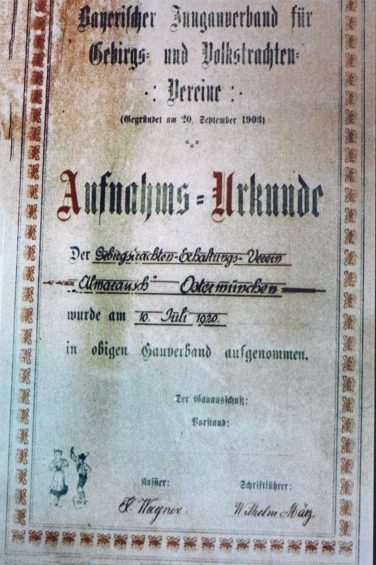 Bayerischer Inngauverband für
Gebirgs- und Volkstrachten-
·: Vereine :·
(Gegründet am 20. September 1903)
Aufnahms=Urkunde
Der Gebirgstrachten-Erhaltungs-Verein
"Almarausch" Ostermünchen
wurde am 10. Juli 1920.
in obigen Gauverband aufgenommen.
Der Gauausschuß:
Vorstand:
Kassier: Schriftführer:
Wagner Wilhelm März